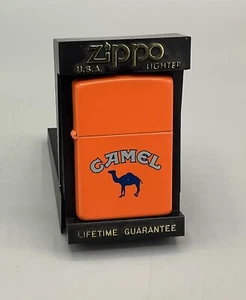 Zippo
U.S.A. LIGHTER
CAMEL
LIFETIME GUARANTEE